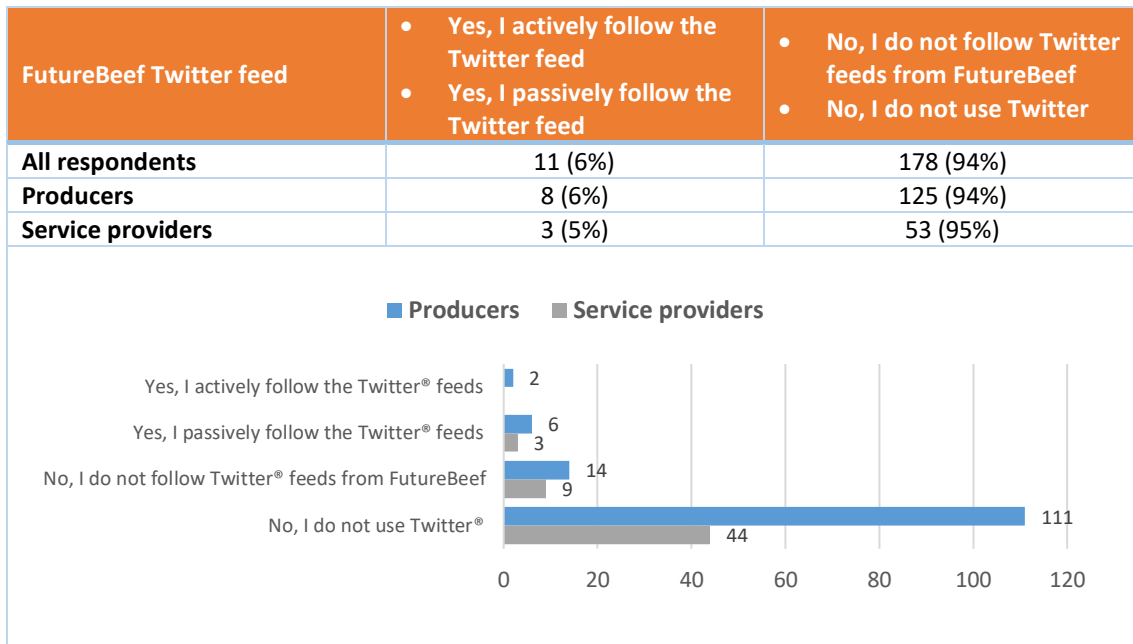 FutureBeef Twitter feed
• Yes, I actively follow the
Twitter feed
• Yes, I passively follow the
Twitter feed
• No, I do not follow Twitter
feeds from FutureBeef
• No, I do not use Twitter
All respondents 11 (6%) 178 (94%)
Producers 8 (6%) 125 (94%)
Service providers 3 (5%) 53 (95%)
Producers Service providers
Yes, I actively follow the Twitter® feeds 2
Yes, I passively follow the Twitter® feeds 6
3
No, I do not follow Twitter® feeds from FutureBeef 14
9
No, I do not use Twitter® 111
44
0 20 40 60 80 100 120